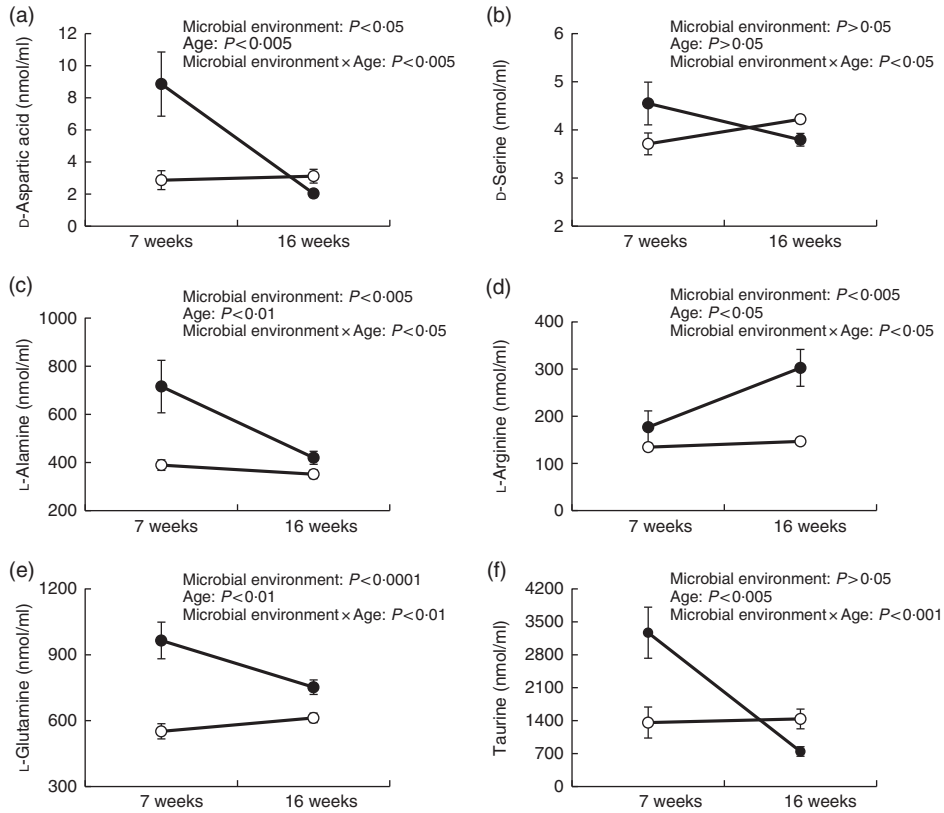 (a)
Microbial environment: P<0·05
Age: P<0·005
Microbial environment×Age: P<0·005
D-Aspartic acid (nmol/ml)
12
10
8
6
4
2
0
7 weeks
16 weeks
(b)
Microbial environment: P>0·05
Age: P>0·05
Microbial environment×Age: P<0·05
D-Serine (nmol/ml)
6
5
4
3
2
7 weeks
16 weeks
(c)
Microbial environment: P<0·005
Age: P<0·01
Microbial environment×Age: P<0·05
L-Alamine (nmol/ml)
1000
800
600
400
200
7 weeks
16 weeks
(d)
Microbial environment: P<0·005
Age: P<0·05
Microbial environment×Age: P<0·05
L-Arginine (nmol/ml)
400
300
200
100
0
7 weeks
16 weeks
(e)
Microbial environment: P<0·0001
Age: P<0·01
Microbial environment×Age: P<0·01
L-Glutamine (nmol/ml)
1200
900
600
300
7 weeks
16 weeks
(f)
Microbial environment: P>0·05
Age: P<0·005
Microbial environment×Age: P<0·001
Taurine (nmol/ml)
4200
3500
2800
2100
1400
700
0
7 weeks
16 weeks